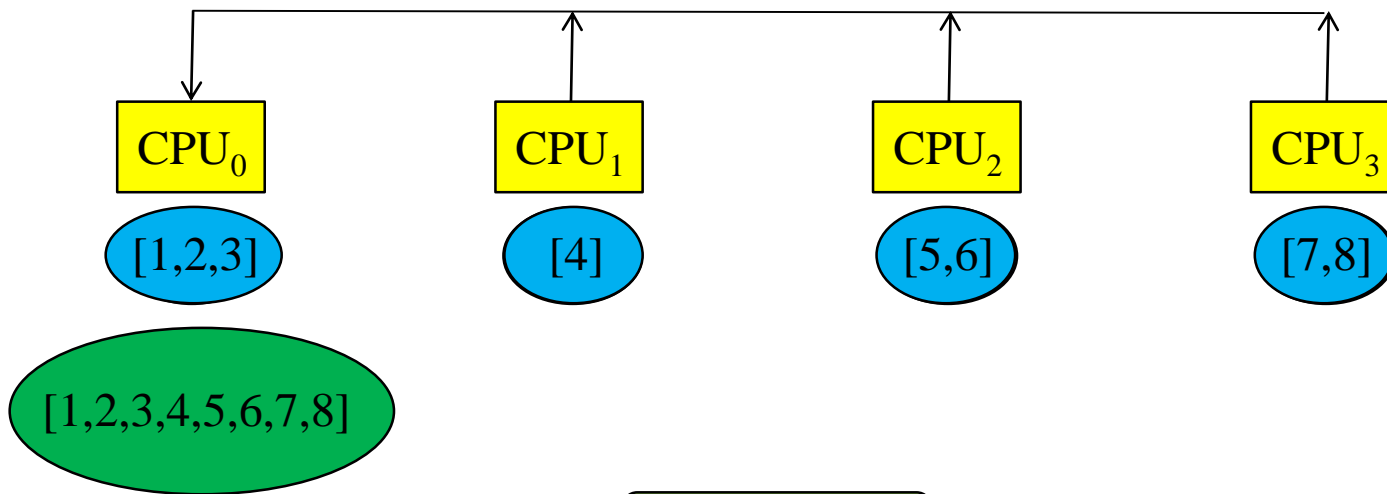 CPU₀ CPU₁ CPU₂ CPU₃
[1,2,3] [4] [5,6] [7,8]
[1,2,3,4,5,6,7,8]